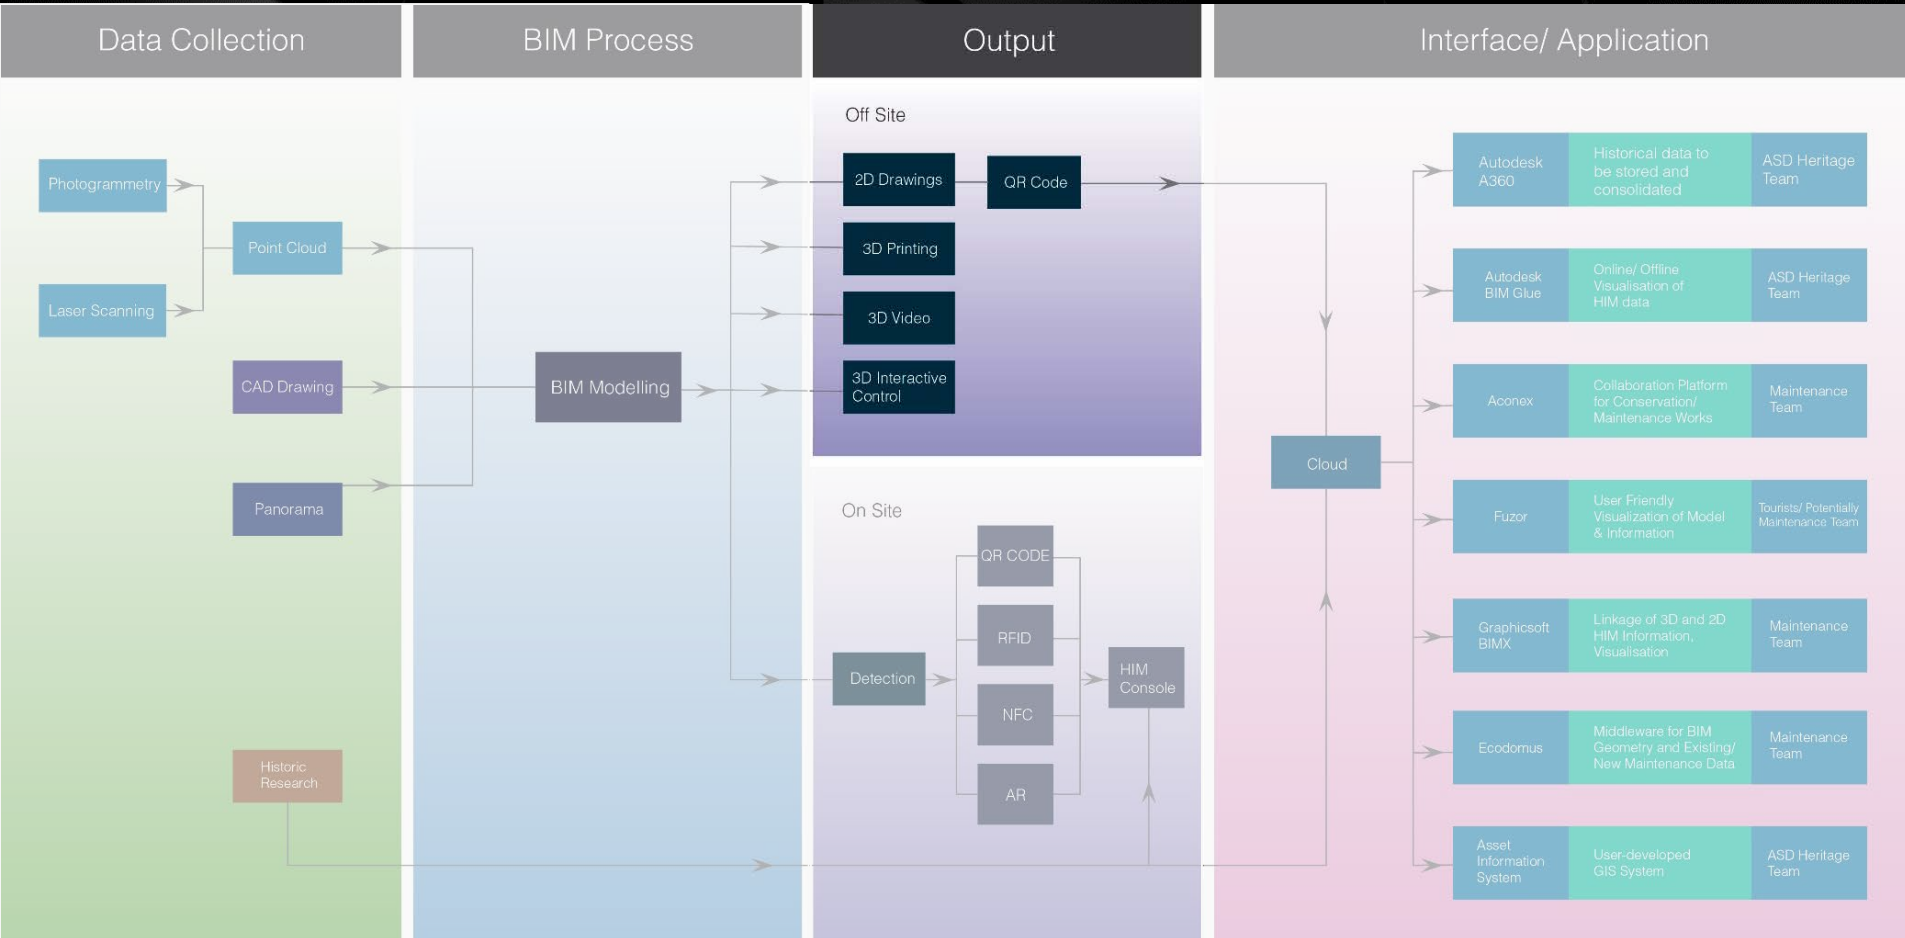 Data Collection
BIM Process
Output
Interface/ Application
Photogrammetry
Laser Scanning
Point Cloud
CAD Drawing
Panorama
Historic
Research
BIM Modelling
Off Site
2D Drawings
QR Code
3D Printing
3D Video
3D Interactive
Control
On Site
Detection
QR CODE
RFID
NFC
AR
HIM
Console
Cloud
Autodesk
A360
Historical data to
be stored and
consolidated
ASD Heritage
Team
Autodesk
BIM Glue
Online/ Offline
Visualisation of
HIM data
ASD Heritage
Team
Aconex
Collaboration Platform
for Conservation/
Maintenance Works
Maintenance
Team
Fuzor
User Friendly
Visualization of Model
& Information
Tourists/ Potentially
Maintenance Team
Graphicsoft
BIMX
Linkage of 3D and 2D
HIM Information,
Visualisation
Maintenance
Team
Ecodomus
Middleware for BIM
Geometry and Existing/
New Maintenance Data
Maintenance
Team
Asset
Information
System
User-developed
GIS System
ASD Heritage
Team